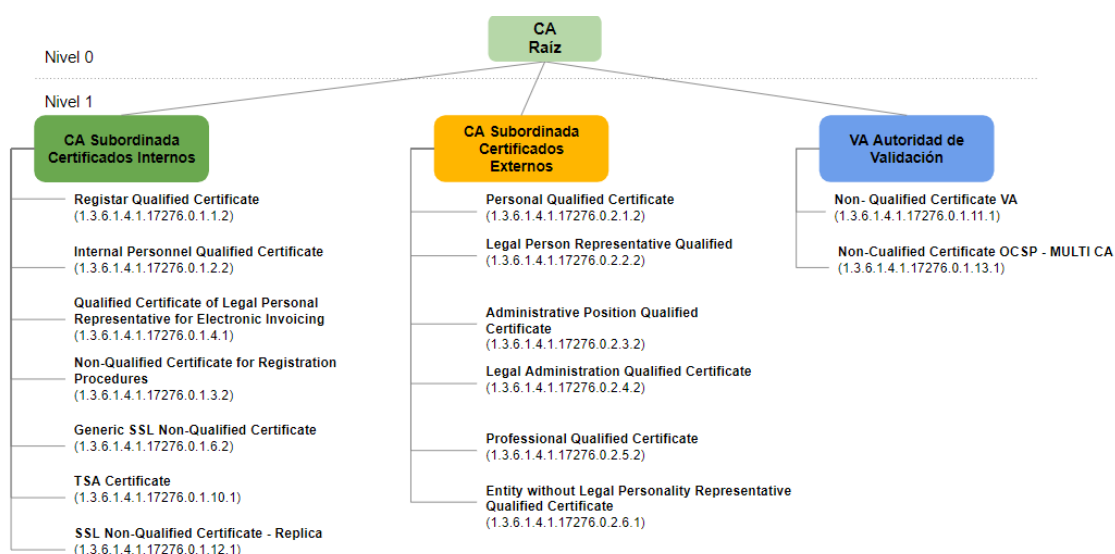 CA
Raíz
Nivel 0
Nivel 1
CA Subordinada
Certificados Internos
Registar Qualified Certificate
(1.3.6.1.4.1.17276.0.1.1.2)
Internal Personnel Qualified Certificate
(1.3.6.1.4.1.17276.0.1.2.2)
Qualified Certificate of Legal Personal
Representative for Electronic Invoicing
(1.3.6.1.4.1.17276.0.1.4.1)
Non-Qualified Certificate for Registration
Procedures
(1.3.6.1.4.1.17276.0.1.3.2)
Generic SSL Non-Qualified Certificate
(1.3.6.1.4.1.17276.0.1.6.2)
TSA Certificate
(1.3.6.1.4.1.17276.0.1.10.1)
SSL Non-Qualified Certificate - Replica
(1.3.6.1.4.1.17276.0.1.12.1)
CA Subordinada
Certificados
Externos
Personal Qualified Certificate
(1.3.6.1.4.1.17276.0.2.1.2)
Legal Person Representative Qualified
(1.3.6.1.4.1.17276.0.2.2.2)
Administrative Position Qualified
Certificate
(1.3.6.1.4.1.17276.0.2.3.2)
Legal Administration Qualified Certificate
(1.3.6.1.4.1.17276.0.2.4.2)
Professional Qualified Certificate
(1.3.6.1.4.1.17276.0.2.5.2)
Entity without Legal Personality Representative
Qualified Certificate
(1.3.6.1.4.1.17276.0.2.6.1)
VA Autoridad de
Validación
Non- Qualified Certificate VA
(1.3.6.1.4.1.17276.0.1.11.1)
Non-Cualified Certificate OCSP - MULTI CA
(1.3.6.1.4.1.17276.0.1.13.1)